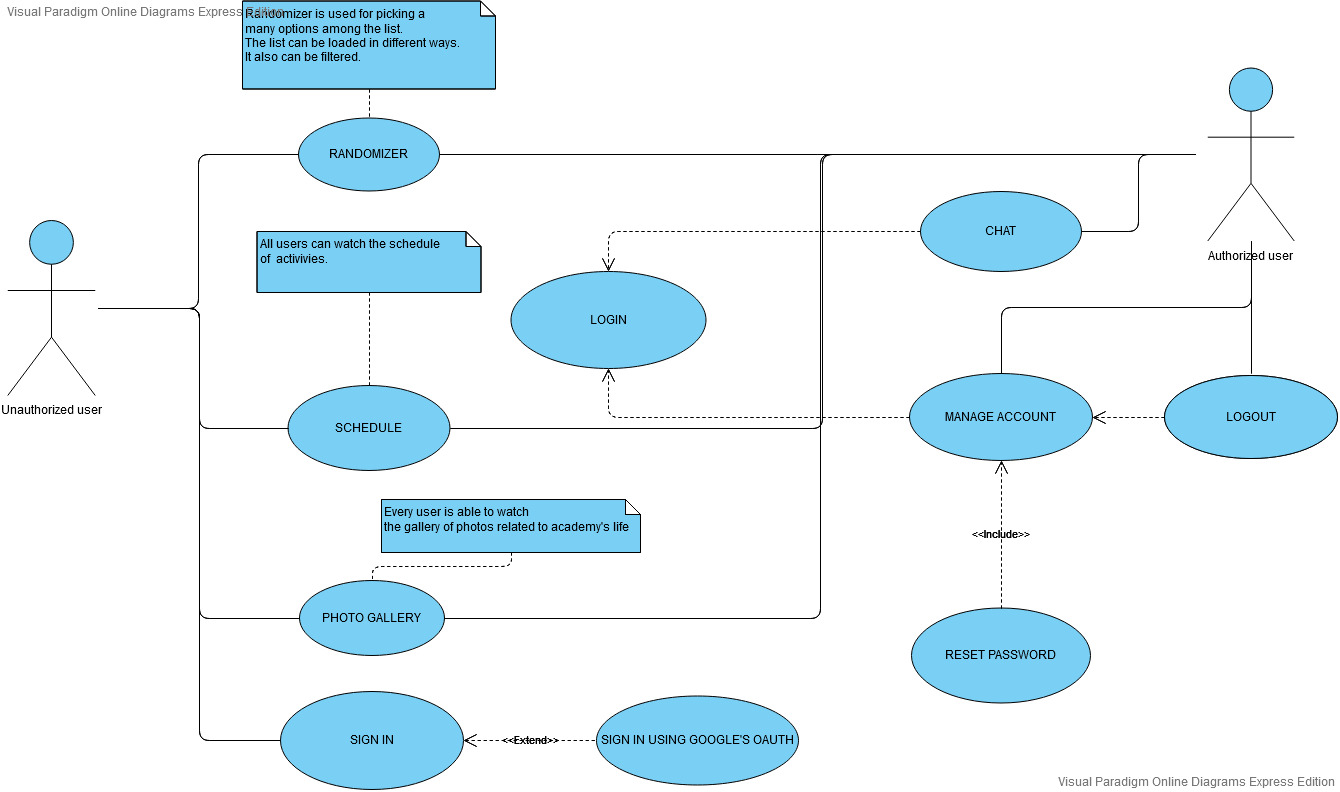 Visual Paradigm Online Diagrams Express Edition
Randomizer is used for picking a
many options among the list.
The list can be loaded in different ways.
It also can be filtered.
RANDOMIZER
CHAT
All users can watch the schedule
of activivies.
Authorized user
LOGIN
Unauthorized user
SCHEDULE
MANAGE ACCOUNT
LOGOUT
Every user is able to watch
the gallery of photos related to academy's life
<<Include>>
PHOTO GALLERY
RESET PASSWORD
SIGN IN
<<Extend>>
SIGN IN USING GOOGLE'S OAUTH
Visual Paradigm Online Diagrams Express Edition